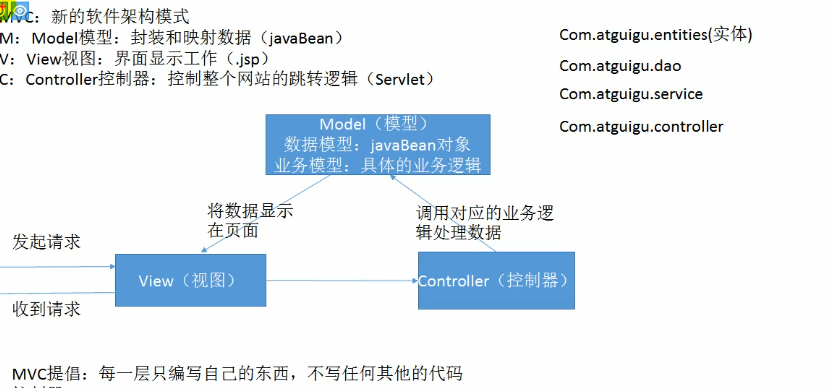 MVC：新的软件架构模式
M：Model模型：封装和映射数据（javaBean）
V：View视图：界面显示工作（.jsp）
C：Controller控制器：控制整个网站的跳转逻辑（Servlet）
Com.atguigu.entities(实体)
Com.atguigu.dao
Com.atguigu.service
Com.atguigu.controller
Model（模型）
数据模型：javaBean对象
业务模型：具体的业务逻辑
将数据显示
在页面
调用对应的业务逻
辑处理数据
发起请求
View（视图）
Controller（控制器）
收到请求
MVC提倡：每一层只编写自己的东西，不写任何其他的代码